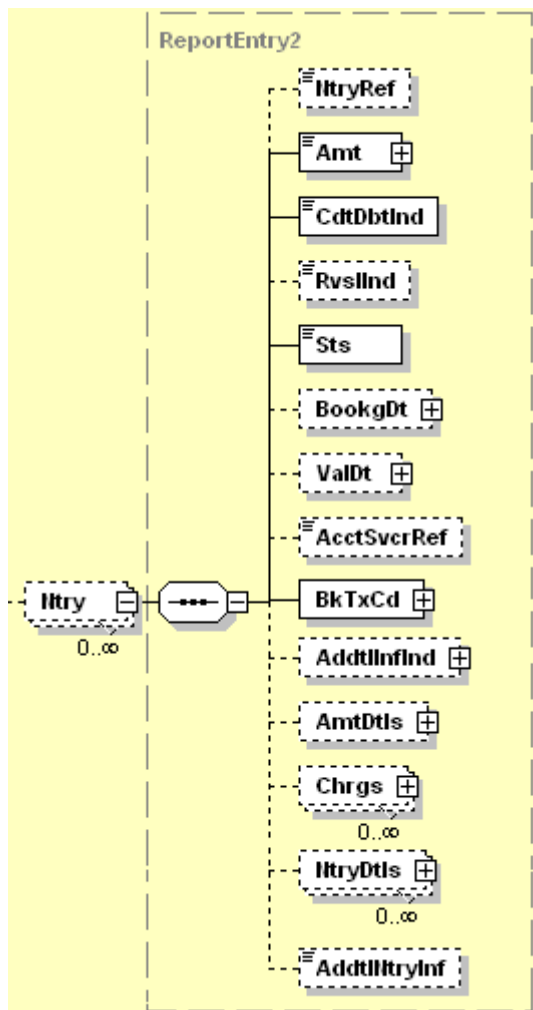 ReportEntry2
NtryRef
Amt
CdtDbtInd
RvslInd
Sts
BookgDt
ValDt
AcctSvcrRef
Ntry
0..∞
BkTxCd
AddtlInfInd
AmtDtls
Chrgs
0..∞
NtryDtls
0..∞
AddtlNtryInf